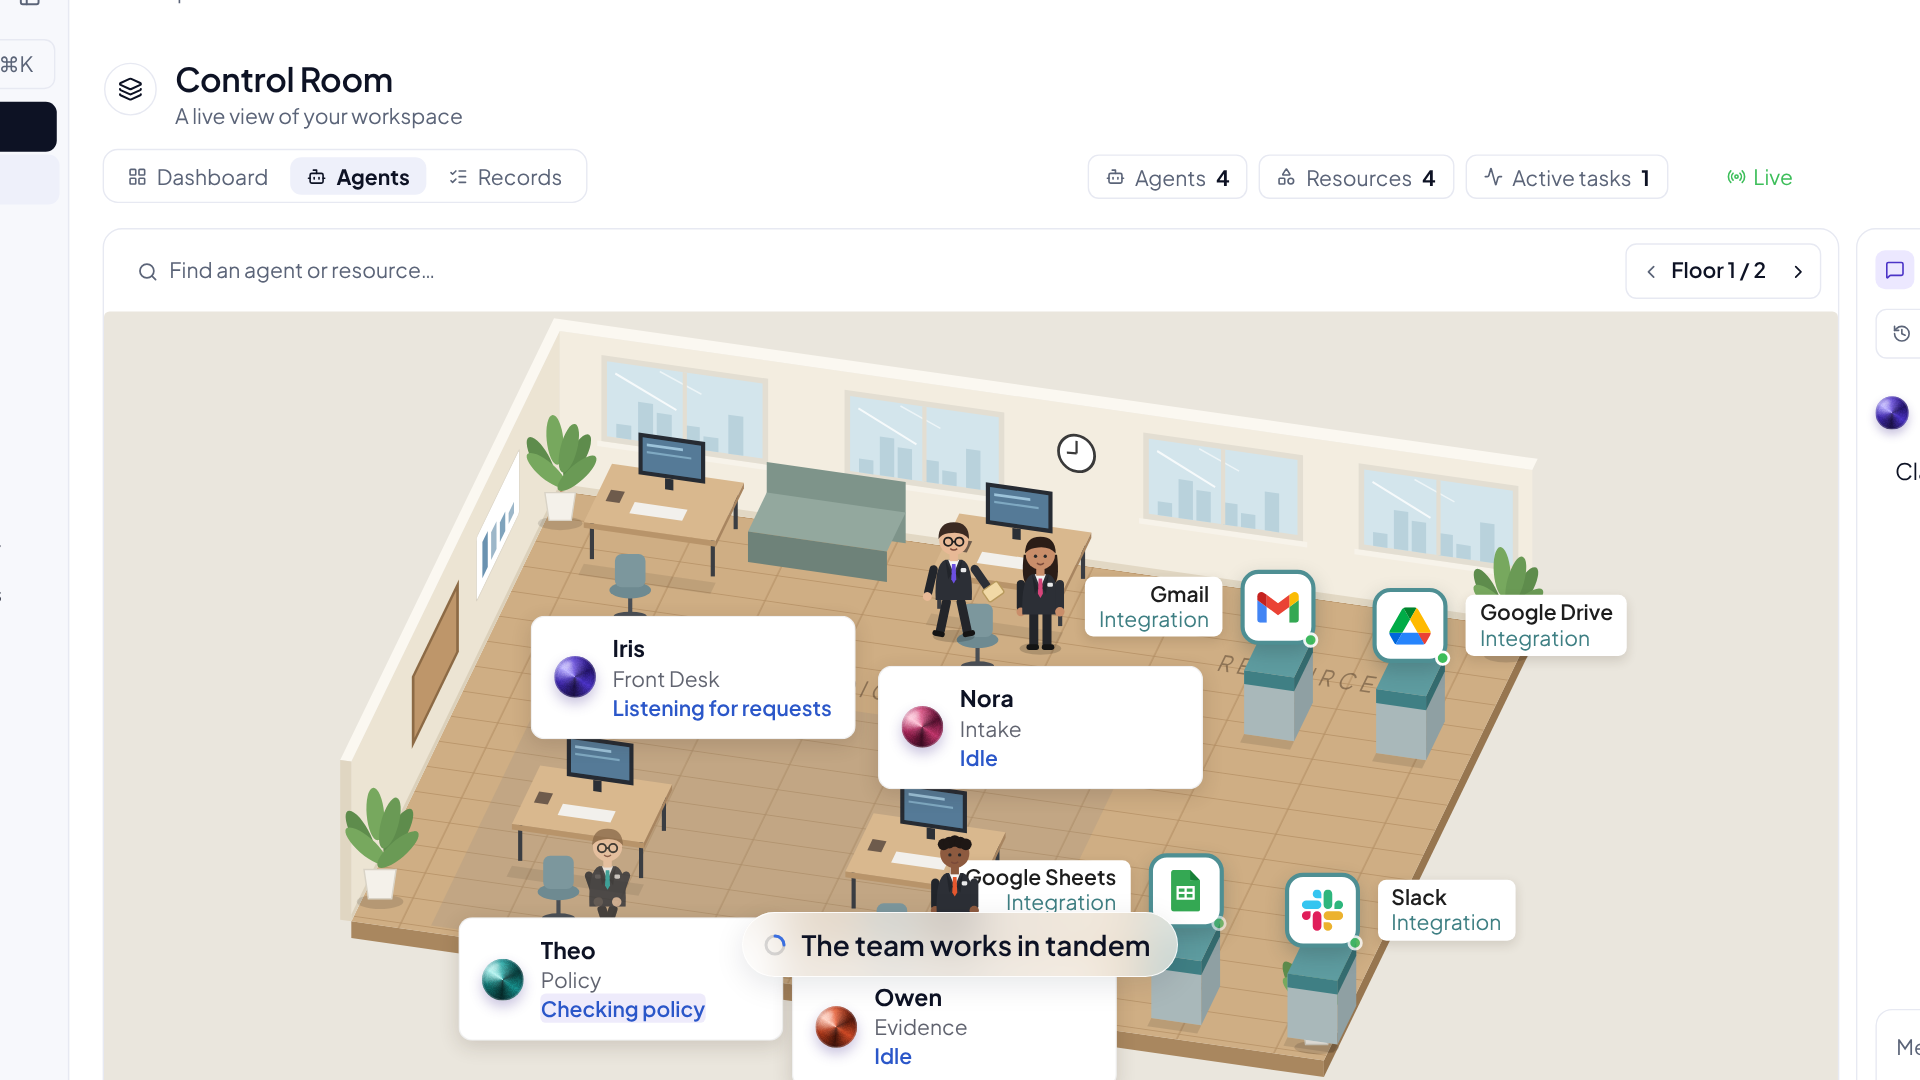 ⌘K
Control Room
A live view of your workspace
Dashboard
Agents
Records
Agents 4
Resources 4
Active tasks 1
Live
Find an agent or resource...
Floor 1 / 2
Gmail
Integration
Google Drive
Integration
Iris
Front Desk
Listening for requests
Nora
Intake
Idle
Google Sheets
Integration
Slack
Integration
The team works in tandem
Theo
Policy
Checking policy
Owen
Evidence
Idle